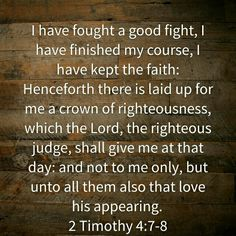 I have fought a good fight, I
have finished my course, I
have kept the faith:
Henceforth there is laid up for
me a crown of righteousness,
which the Lord, the righteous
judge, shall give me at that
day: and not to me only, but
unto all them also that love
his appearing.
2 Timothy 4:7-8